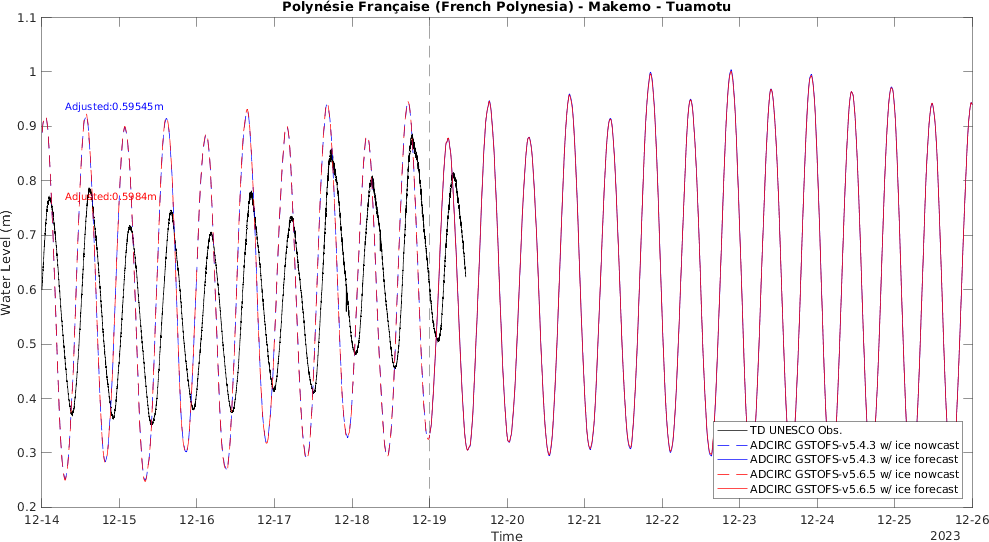 Polynésie Française (French Polynesia) - Makemo - Tuamotu
1.1
1
0.9
0.8
0.7
0.6
0.5
0.4
0.3
0.2
Water Level (m)
Adjusted:0.59545m
Adjusted:0.5984m
TD UNESCO Obs.
ADCIRC GSTOFS-v5.4.3 w/ ice nowcast
ADCIRC GSTOFS-v5.4.3 w/ ice forecast
ADCIRC GSTOFS-v5.6.5 w/ ice nowcast
ADCIRC GSTOFS-v5.6.5 w/ ice forecast
12-14 12-15 12-16 12-17 12-18 12-19 12-20 12-21 12-22 12-23 12-24 12-25 12-26
Time
2023